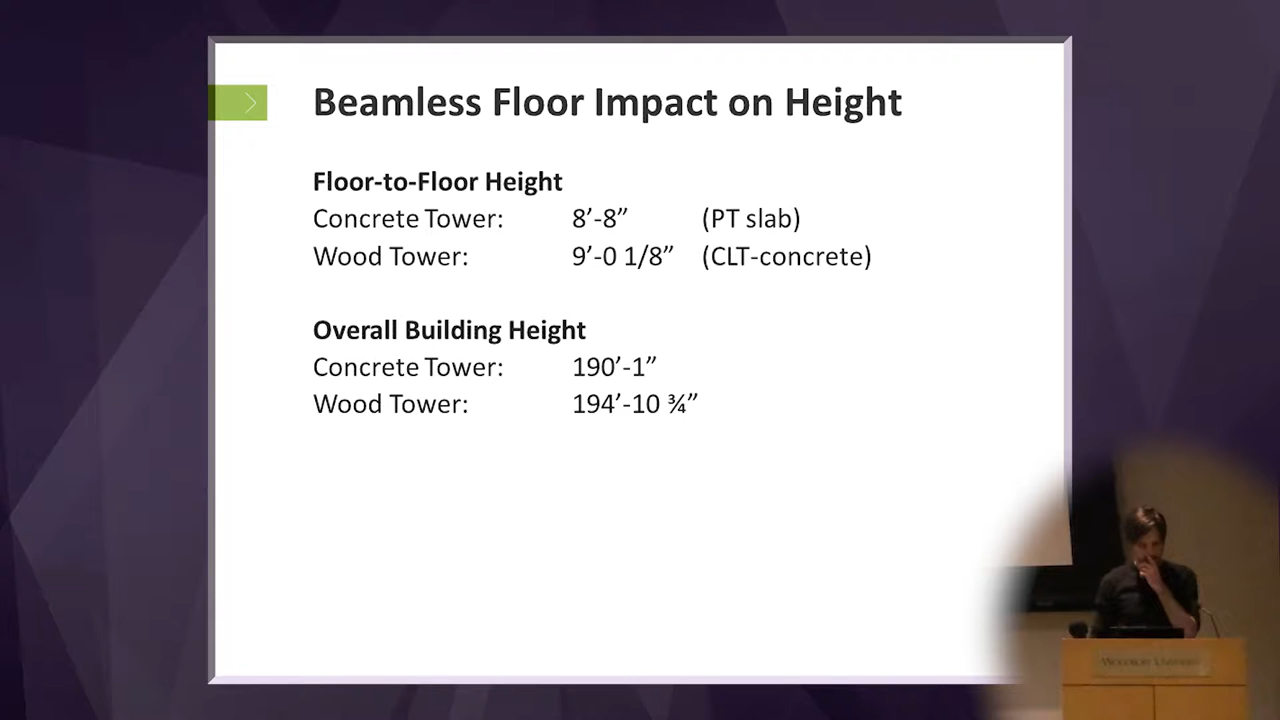 Beamless Floor Impact on Height
Floor-to-Floor Height
Concrete Tower: 8’-8” (PT slab)
Wood Tower: 9’-0 1/8” (CLT-concrete)
Overall Building Height
Concrete Tower: 190’-1”
Wood Tower: 194’-10 ¾”